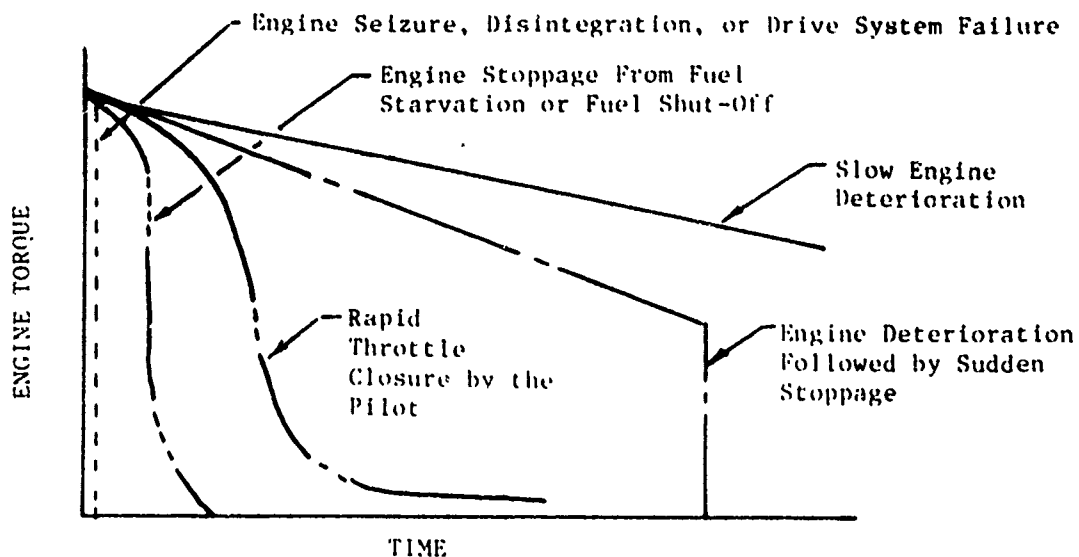 Engine Seizure, Disintegration, or Drive System Failure
Engine Stoppage From Fuel
Starvation or Fuel Shut-Off
Slow Engine
Deterioration
ENGINE TORQUE
Rapid
Throttle
Closure by the
Pilot
Engine Deterioration
Followed by Sudden
Stoppage
TIME